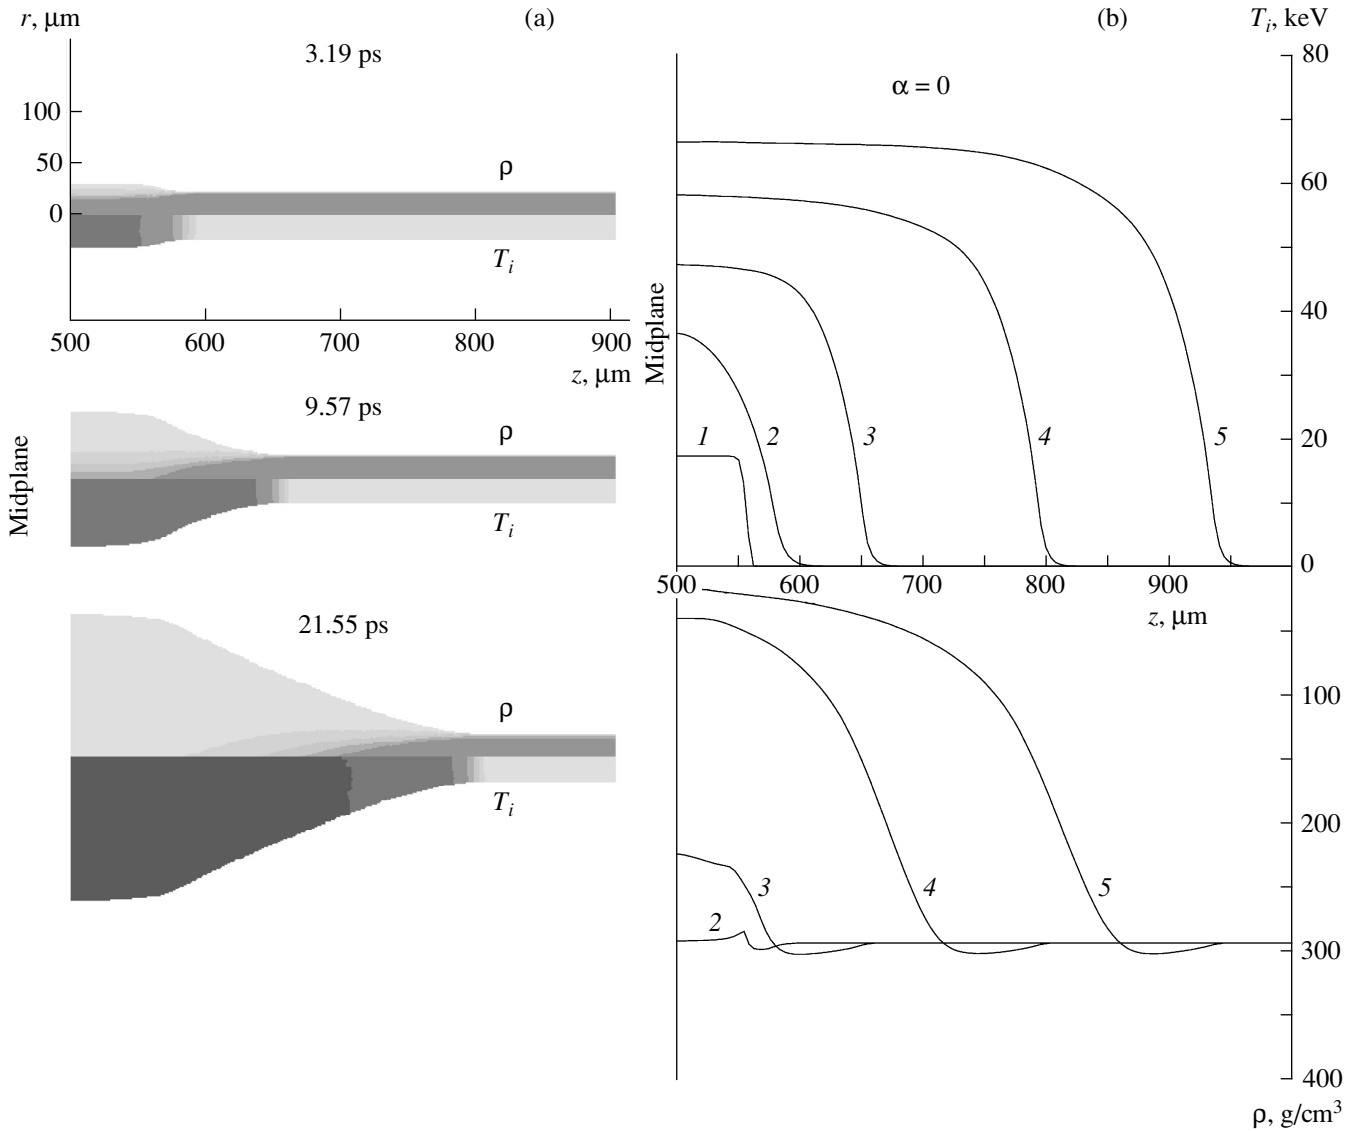 r, μm
(a)
3.19 ps
100
50
0
ρ
T_i
500 600 700 800 900
z, μm
9.57 ps
ρ
Midplane
T_i
21.55 ps
ρ
T_i
(b)
T_i, keV
α = 0
80
60
40
20
0
Midplane
1 2 3 4 5
500 600 700 800 900
z, μm
100
200
300
400
2 3 4 5
ρ, g/cm³